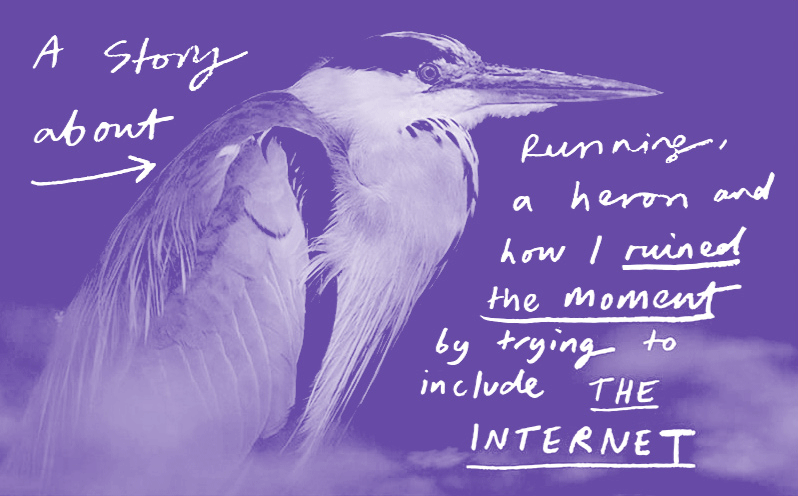 A Story
about
Running,
a heron and
how I ruined
the moment
by trying to
include THE
INTERNET